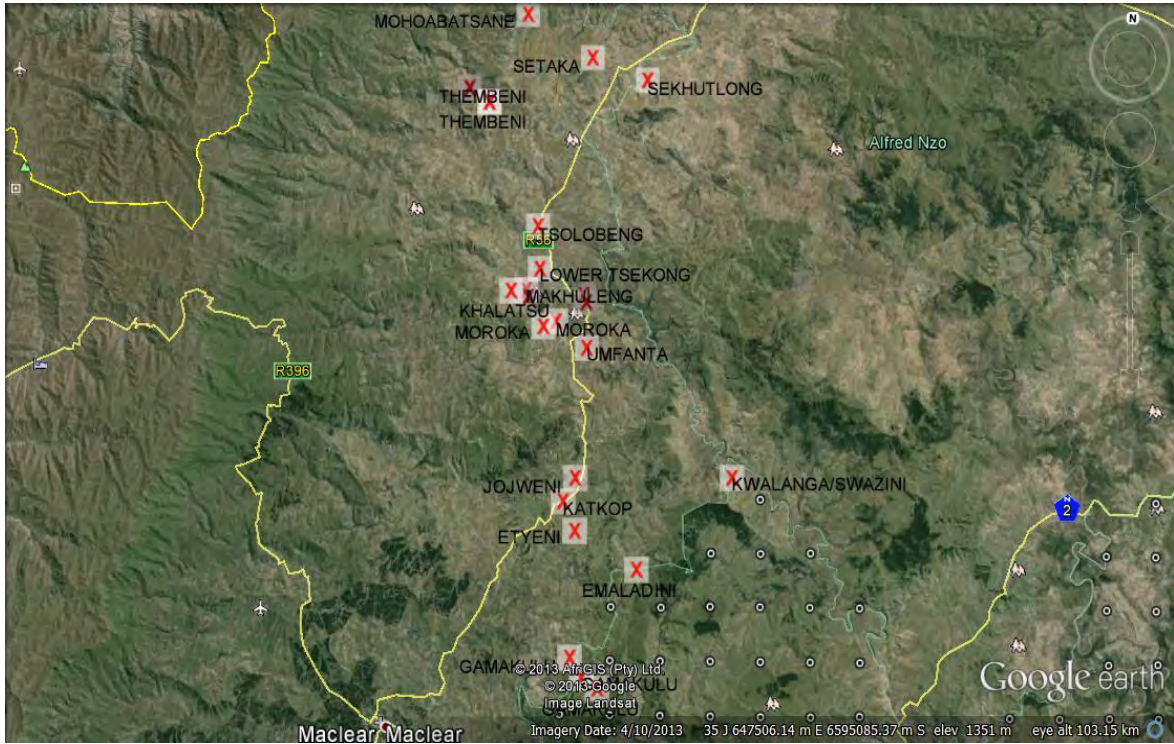 N
MOHOABATSANE
SETAKA
SEKHUTLONG
THEMBENI
THEMBENI
Alfred Nzo
TSOLOBENG
R56
LOWER TSEKONG
MAKHULENG
KHALATSU
MOROKA
MOROKA
UMFANTA
R396
JOJWENI
KWALANGA/SWAZINI
KATKOP
N
2
ETYENI
EMALADINI
© 2013 AfriGIS (Pty) Ltd.
© 2013 Google
Image Landsat
Google earth
Maclear Maclear
Imagery Date: 4/10/2013 35 J 647506.14 m E 6595085.37 m S elev 1351 m eye alt 103.15 km